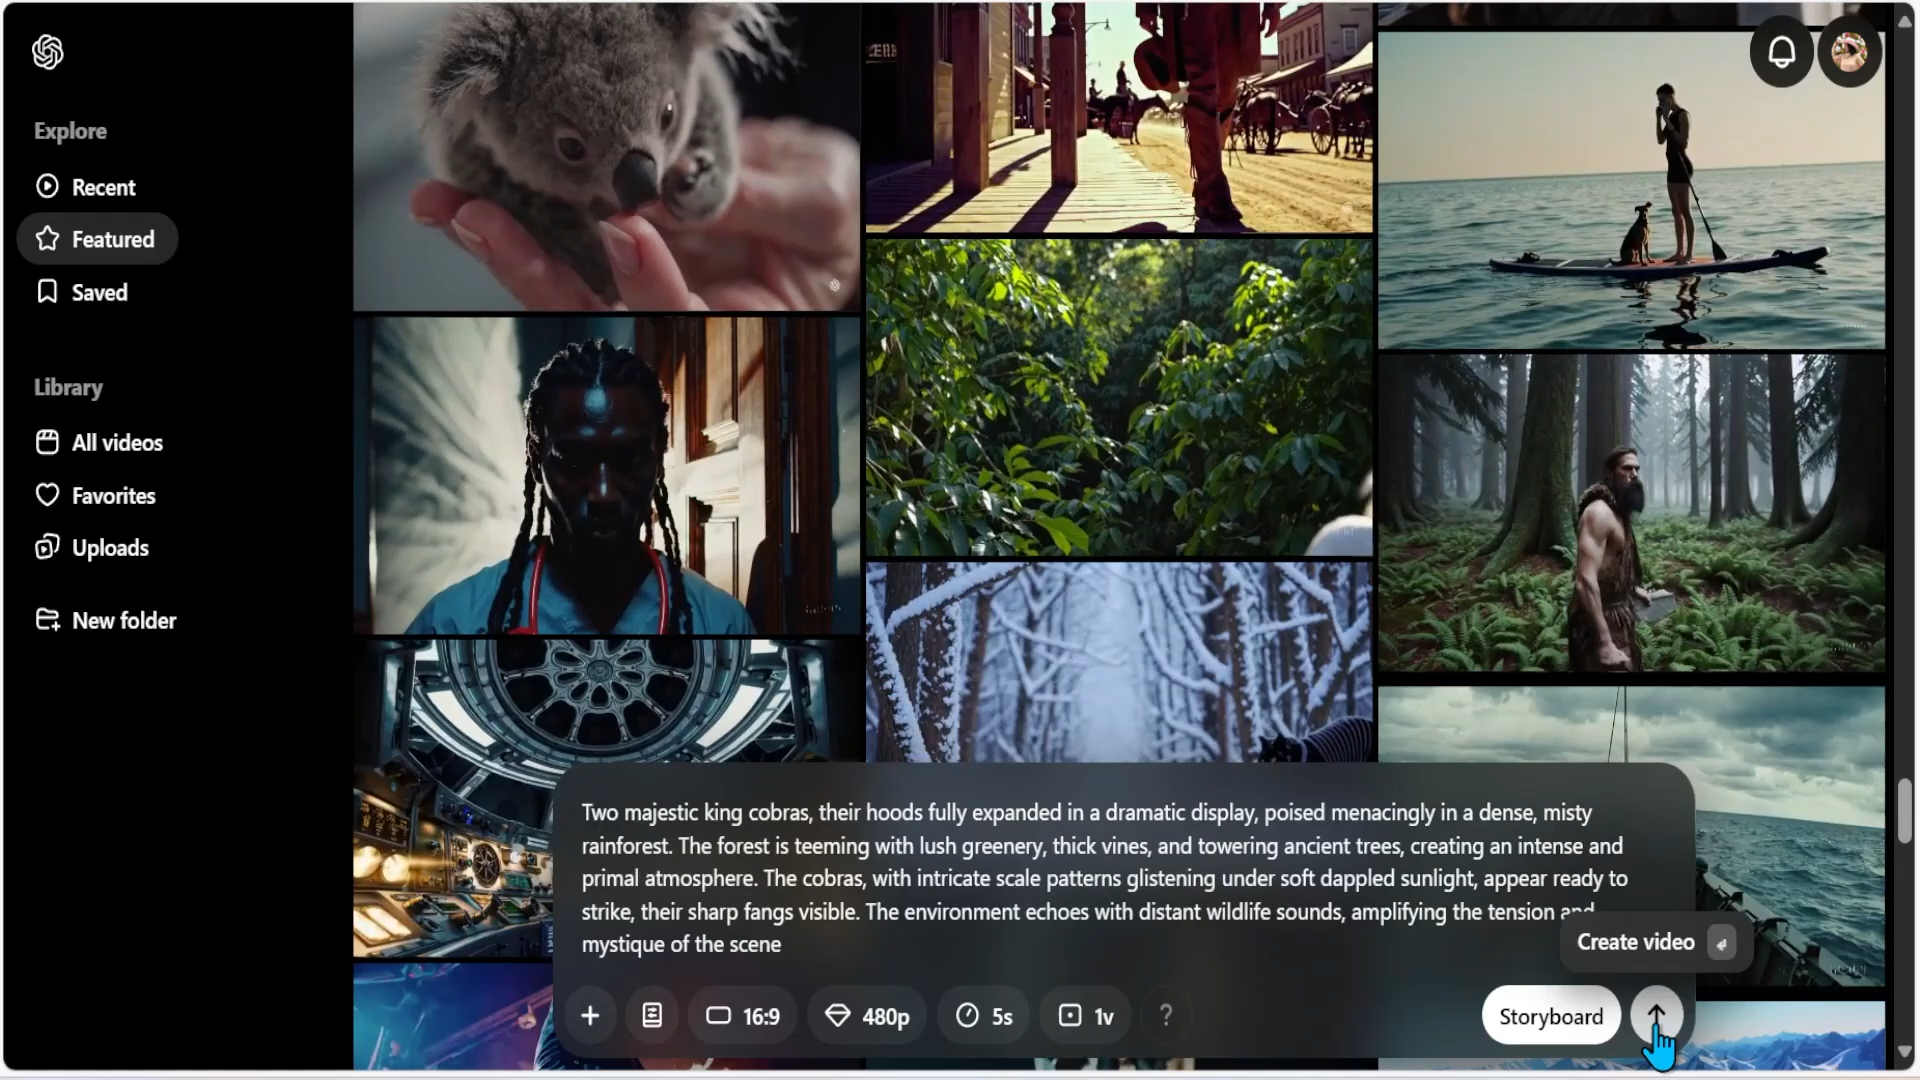 Explore
Recent
Featured
Saved
Library
All videos
Favorites
Uploads
New folder
Two majestic king cobras, their hoods fully expanded in a dramatic display, poised menacingly in a dense, misty
rainforest. The forest is teeming with lush greenery, thick vines, and towering ancient trees, creating an intense and
primal atmosphere. The cobras, with intricate scale patterns glistening under soft dappled sunlight, appear ready to
strike, their sharp fangs visible. The environment echoes with distant wildlife sounds, amplifying the tension and
mystique of the scene
Create video
16:9
480p
5s
1v
?
Storyboard